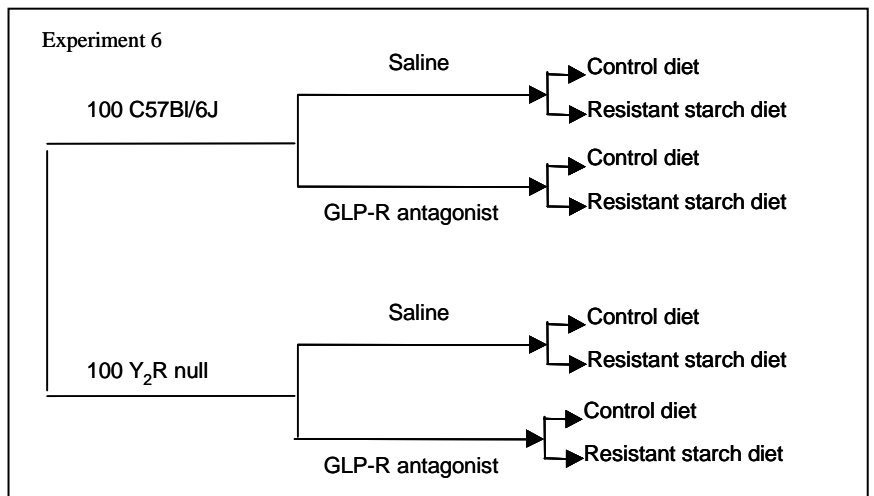 Experiment 6
Saline
Control diet
100 C57Bl/6J
Resistant starch diet
Control diet
Resistant starch diet
GLP-R antagonist
Saline
Control diet
Resistant starch diet
100 Y₂R null
Control diet
Resistant starch diet
GLP-R antagonist